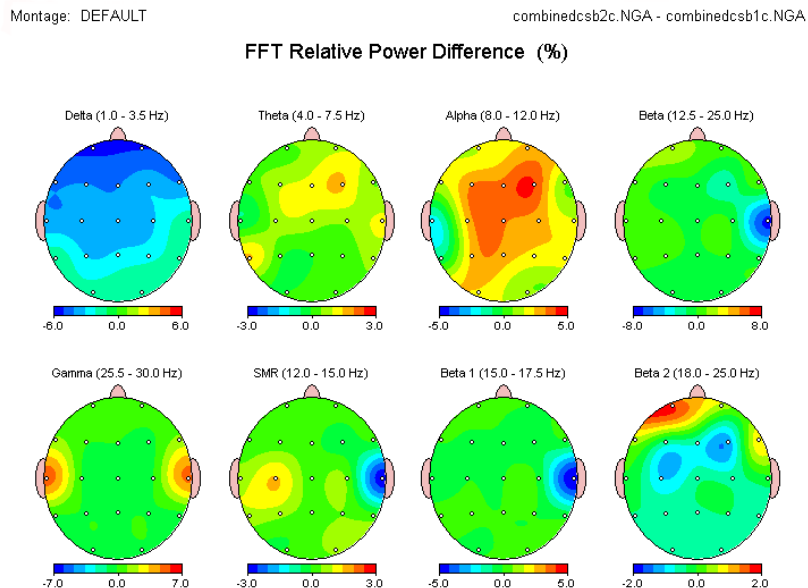 Montage: DEFAULT combinedcsb2c.NGA - combinedcsb1c.NGA
FFT Relative Power Difference (%)
Delta (1.0 - 3.5 Hz) Theta (4.0 - 7.5 Hz) Alpha (8.0 - 12.0 Hz) Beta (12.5 - 25.0 Hz)
-6.0 0.0 6.0 -3.0 0.0 3.0 -5.0 0.0 5.0 -8.0 0.0 8.0
Gamma (25.5 - 30.0 Hz) SMR (12.0 - 15.0 Hz) Beta 1 (15.0 - 17.5 Hz) Beta 2 (18.0 - 25.0 Hz)
-7.0 0.0 7.0 -3.0 0.0 3.0 -5.0 0.0 5.0 -2.0 0.0 2.0